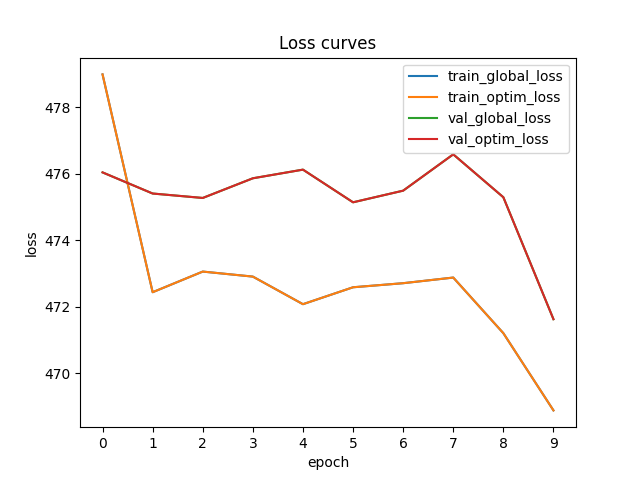 Loss curves
train_global_loss
train_optim_loss
val_global_loss
val_optim_loss
478
476
474
472
470
loss
0 1 2 3 4 5 6 7 8 9
epoch